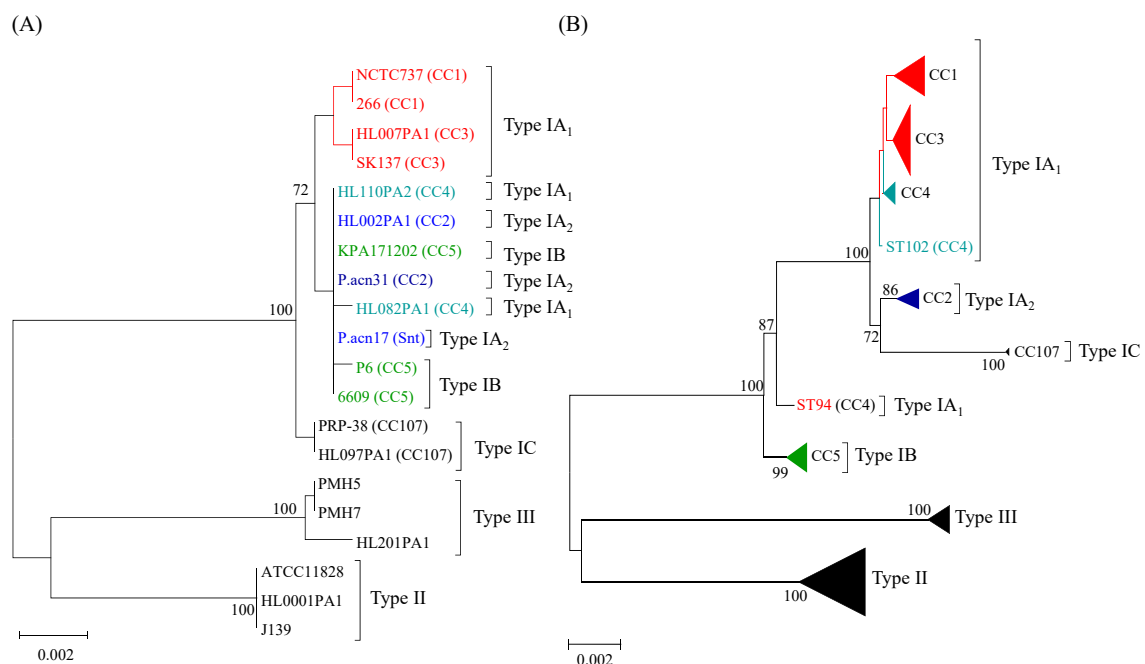 (A)
NCTC737 (CC1)
266 (CC1)
HL007PA1 (CC3)
SK137 (CC3)
Type IA₁
72
HL110PA2 (CC4)
Type IA₁
HL002PA1 (CC2)
Type IA₂
KPA171202 (CC5)
Type IB
P.acn31 (CC2)
Type IA₂
100
HL082PA1 (CC4)
Type IA₁
P.acn17 (Snt)
Type IA₂
P6 (CC5)
6609 (CC5)
Type IB
PRP-38 (CC107)
HL097PA1 (CC107)
Type IC
100
PMH5
PMH7
HL201PA1
Type III
ATCC11828
HL0001PA1
J139
100
Type II
0.002
(B)
CC1
CC3
CC4
ST102 (CC4)
Type IA₁
100
86
CC2
Type IA₂
72
100
CC107
Type IC
87
100
ST94 (CC4)
Type IA₁
99
CC5
Type IB
100
Type III
100
Type II
0.002